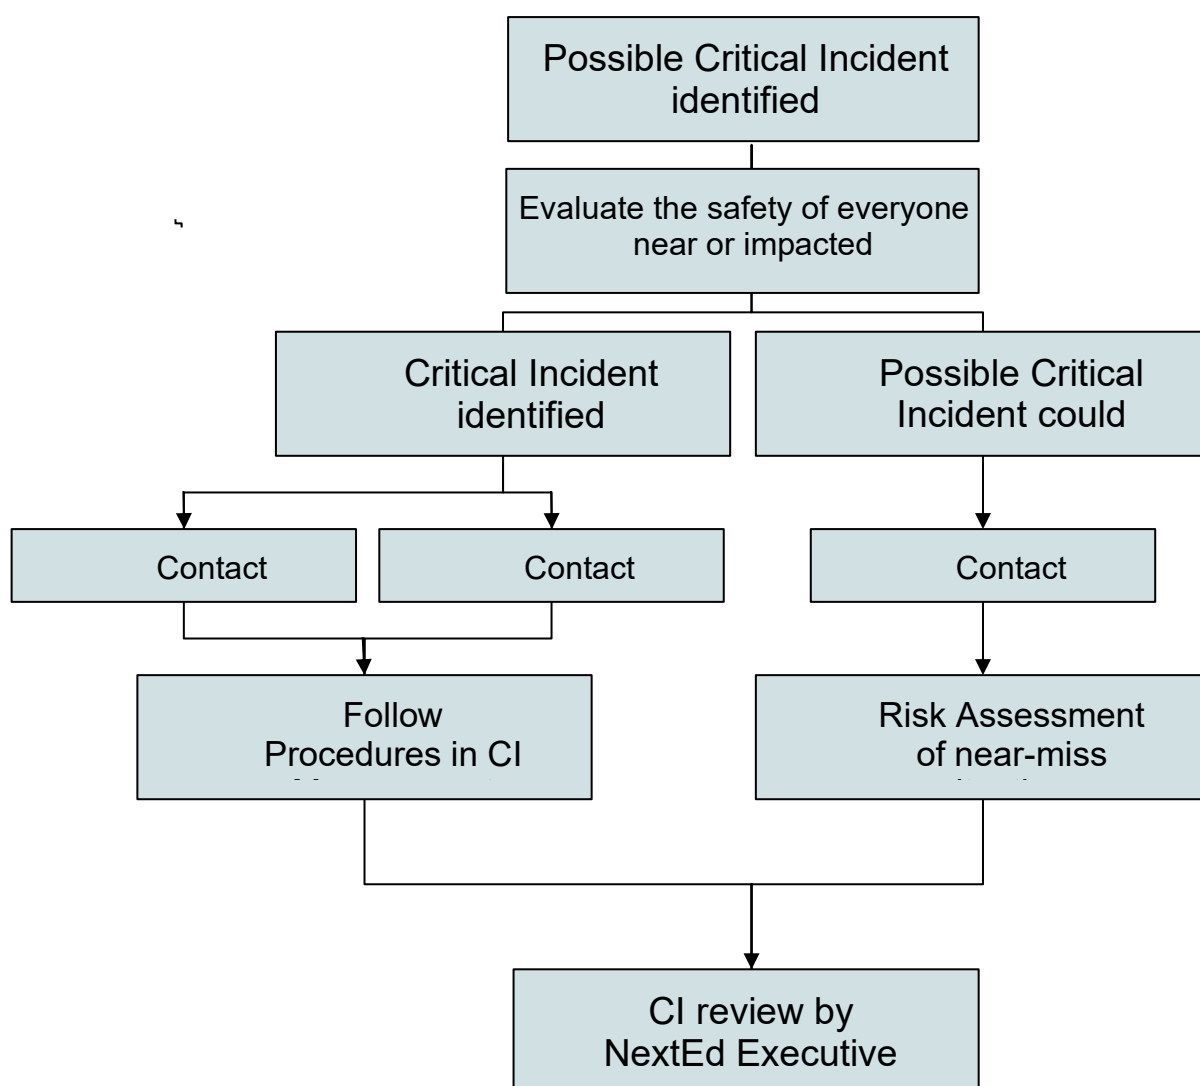 Possible Critical Incident
identified
Evaluate the safety of everyone
near or impacted
Critical Incident
identified
Possible Critical
Incident could
Contact
Contact
Contact
Follow
Procedures in CI
Risk Assessment
of near-miss
CI review by
NextEd Executive